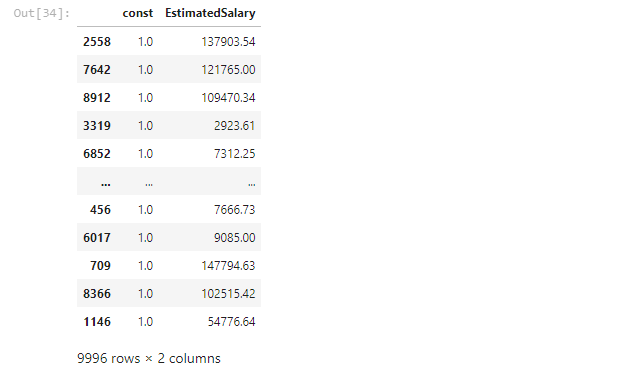 Out[34]:
const EstimatedSalary
2558 1.0 137903.54
7642 1.0 121765.00
8912 1.0 109470.34
3319 1.0 2923.61
6852 1.0 7312.25
... ... ...
456 1.0 7666.73
6017 1.0 9085.00
709 1.0 147794.63
8366 1.0 102515.42
1146 1.0 54776.64
9996 rows × 2 columns